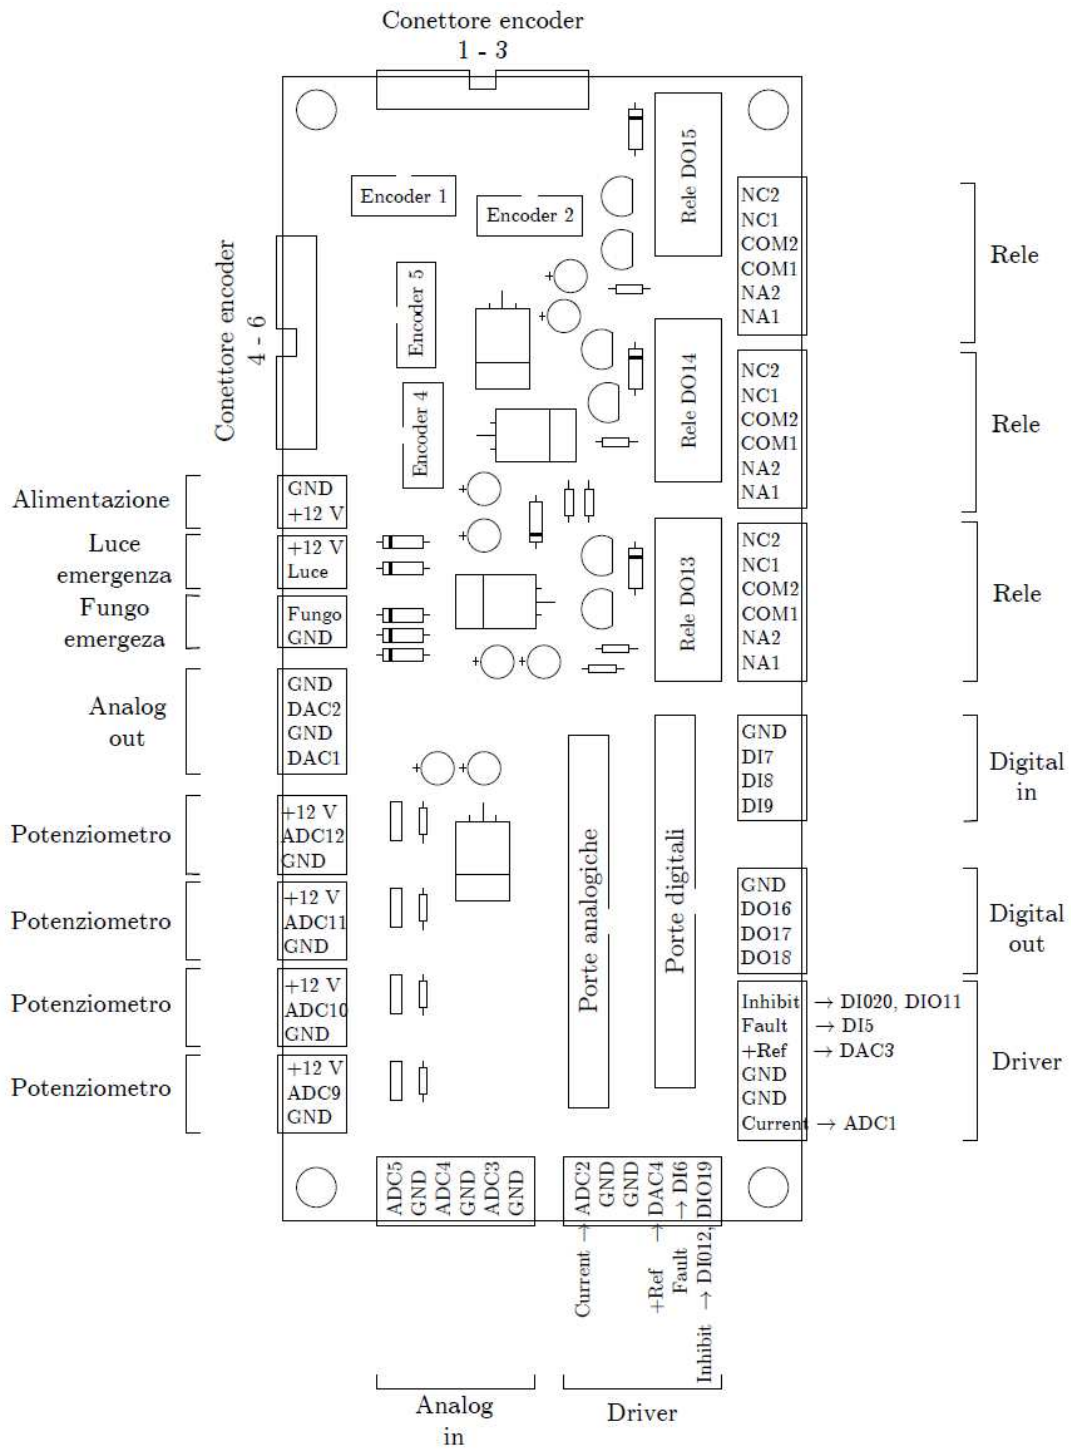 Conettore encoder
1 - 3
Encoder 1
Encoder 2
Encoder 5
Encoder 4
Conettore encoder
4 - 6
Rele DO15
NC2
NC1
COM2
COM1
NA2
NA1
Rele
Rele DO14
NC2
NC1
COM2
COM1
NA2
NA1
Rele
Rele DO13
NC2
NC1
COM2
COM1
NA2
NA1
Rele
Alimentazione
GND
+12 V
Luce
emergenza
+12 V
Luce
Fungo
emergeza
Fungo
GND
Analog
out
GND
DAC2
GND
DAC1
Potenziometro
+12 V
ADC12
GND
Potenziometro
+12 V
ADC11
GND
Potenziometro
+12 V
ADC10
GND
Potenziometro
+12 V
ADC9
GND
Porte analogiche
Porte digitali
GND
DI7
DI8
DI9
Digital
in
GND
DO16
DO17
DO18
Digital
out
Inhibit → DI020, DIO11
Fault → DI5
+Ref → DAC3
GND
GND
Current → ADC1
Driver
ADC5
GND
ADC4
GND
ADC3
GND
Analog
in
Current → ADC2
GND
GND
+Ref → DAC4
Fault → DI6
Inhibit → DI012, DIO19
Driver